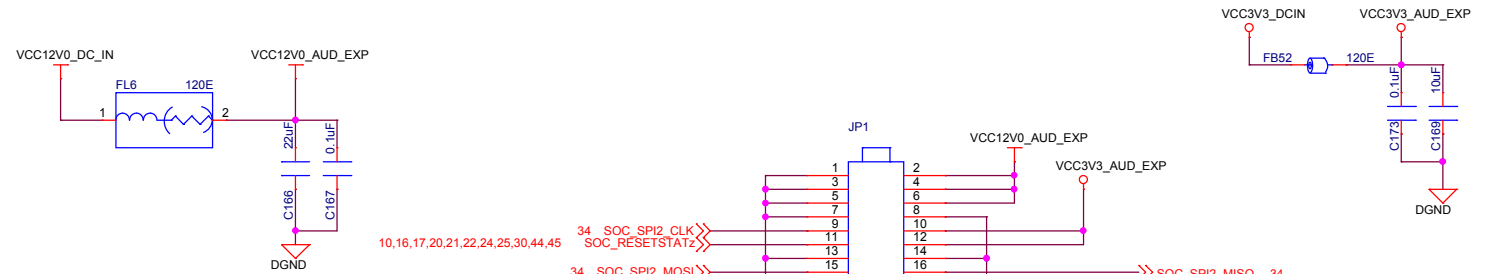 VCC3V3_DCIN VCC3V3_AUD_EXP
VCC12V0_DC_IN VCC12V0_AUD_EXP
FB52 120E
FL6 120E
0.1uF 10uF
1 2
C173 C169
22uF 0.1uF
JP1
VCC12V0_AUD_EXP
VCC3V3_AUD_EXP
1 2
3 4
C166 C167
5 6
DGND
7 8
34 SOC_SPI2_CLK 9 10
10,16,17,20,21,22,24,25,30,44,45 SOC_RESETSTATz 11 12
13 14
DGND
34 SOC_SPI2_MOSI 15 16 SOC_SPI2_MISO 34